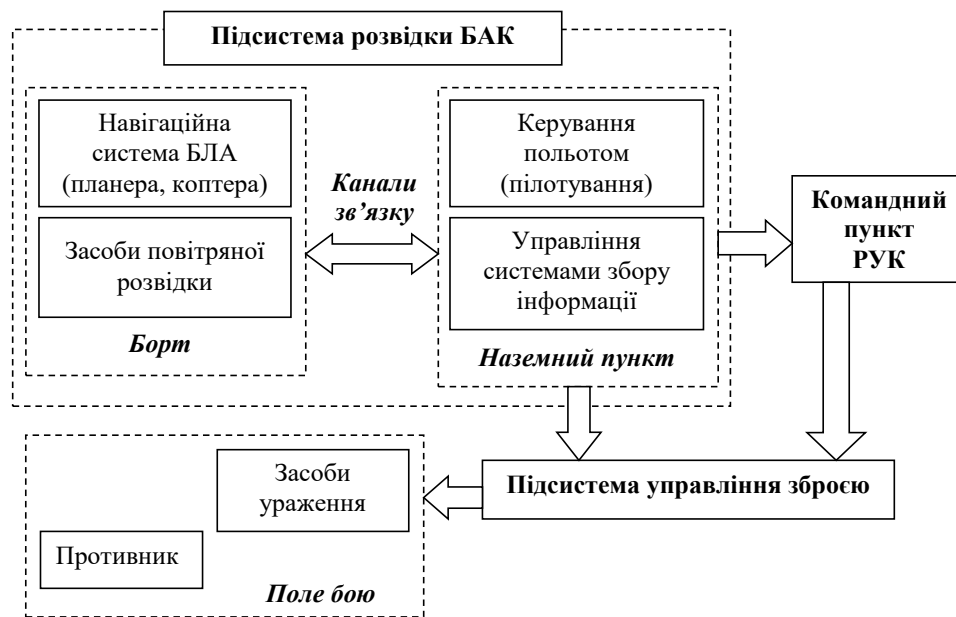 Підсистема розвідки БАК
Навігаційна
система БЛА
(планера, коптера)
Засоби повітряної
розвідки
Борт
Канали
зв’язку
Керування
польотом
(пілотування)
Управління
системами збору
інформації
Наземний пункт
Командний
пункт
РУК
Підсистема управління зброєю
Засоби
ураження
Противник
Поле бою